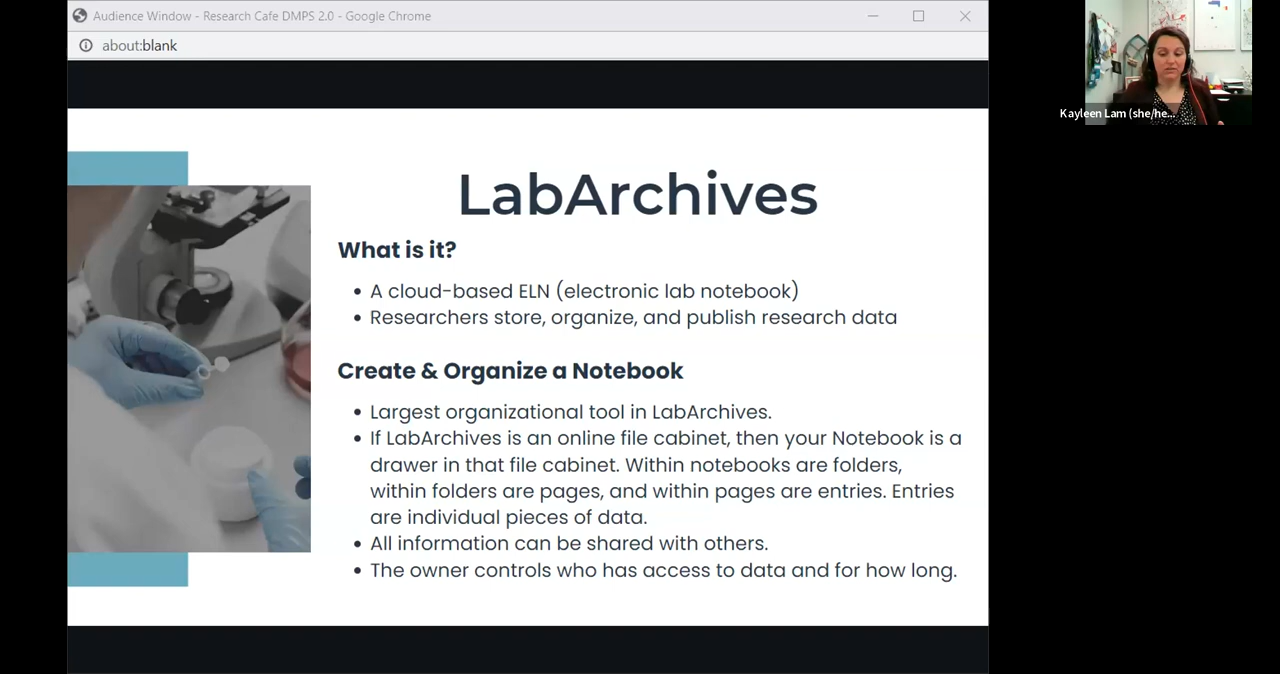 Audience Window - Research Cafe DMPS 2.0 - Google Chrome
about:blank
Kayleen Lam (she/he...
LabArchives
What is it?
• A cloud-based ELN (electronic lab notebook)
• Researchers store, organize, and publish research data
Create & Organize a Notebook
• Largest organizational tool in LabArchives.
• If LabArchives is an online file cabinet, then your Notebook is a
drawer in that file cabinet. Within notebooks are folders,
within folders are pages, and within pages are entries. Entries
are individual pieces of data.
• All information can be shared with others.
• The owner controls who has access to data and for how long.